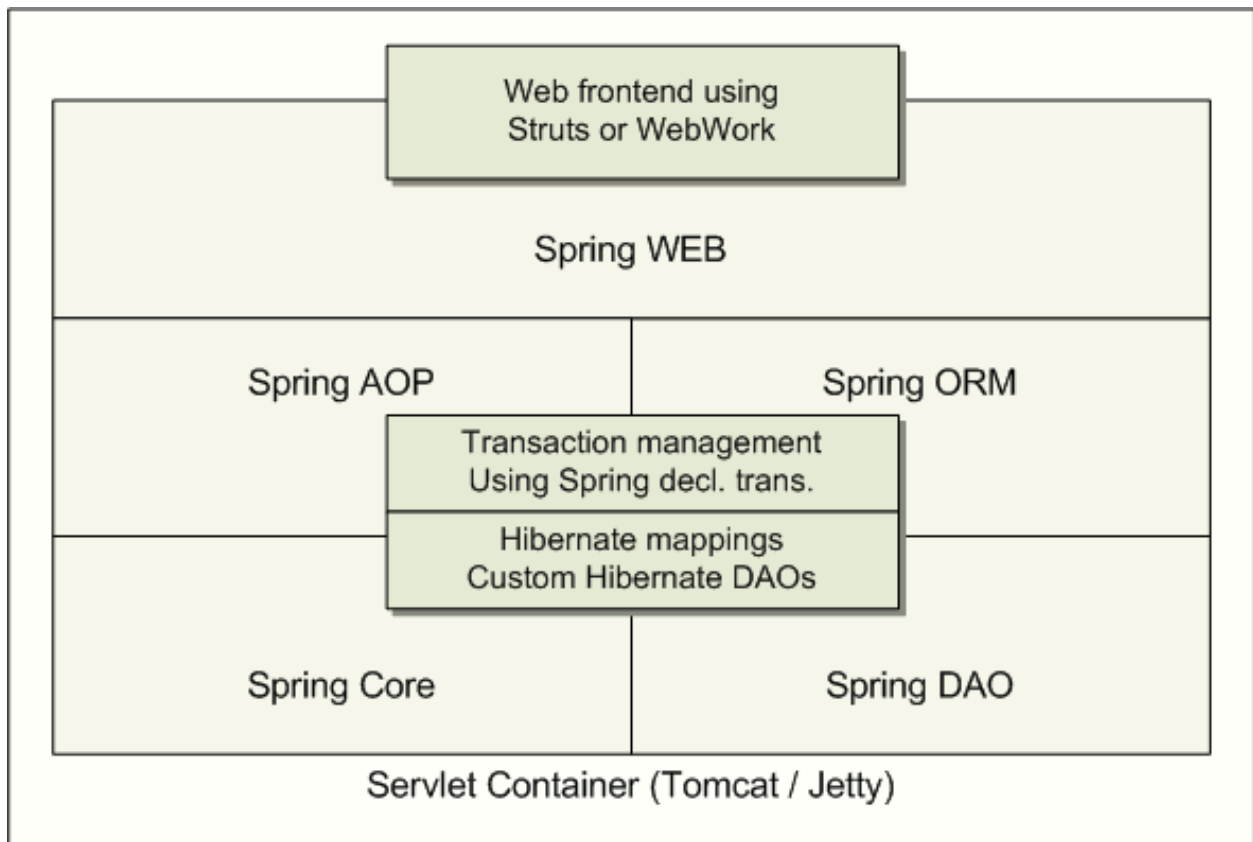 Web frontend using
Struts or WebWork
Spring WEB
Spring AOP
Spring ORM
Transaction management
Using Spring decl. trans.
Hibernate mappings
Custom Hibernate DAOs
Spring Core
Spring DAO
Servlet Container (Tomcat / Jetty)